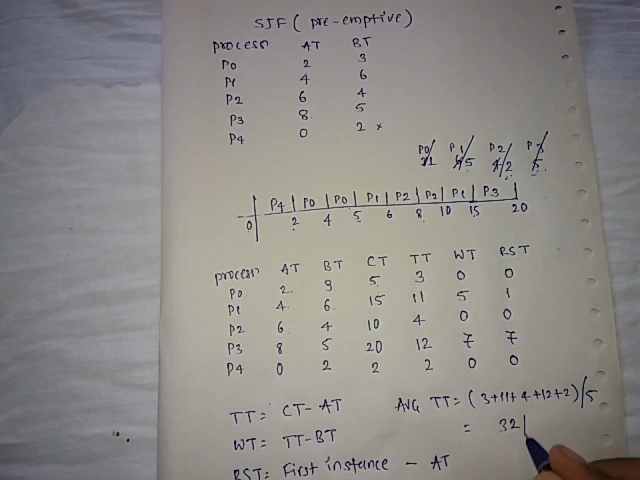 SJF (pre-emptive)
process AT BT
P0 2 3
P1 4 6
P2 6 4
P3 8 5
P4 0 2 ×
P0 P1 P2 P3
P4 | P0 | P0 | P1 | P2 | P2 | P1 | P3
0 2 4 5 6 8 10 15 20
process AT BT CT TT WT RST
P0 2 3 5 3 0 0
P1 4 6 15 11 5 1
P2 6 4 10 4 0 0
P3 8 5 20 12 7 7
P4 0 2 2 2 0 0
TT = CT - AT
AVG TT = (3+11+4+12+2)/5
WT = TT - BT
= 32
RST = First instance - AT